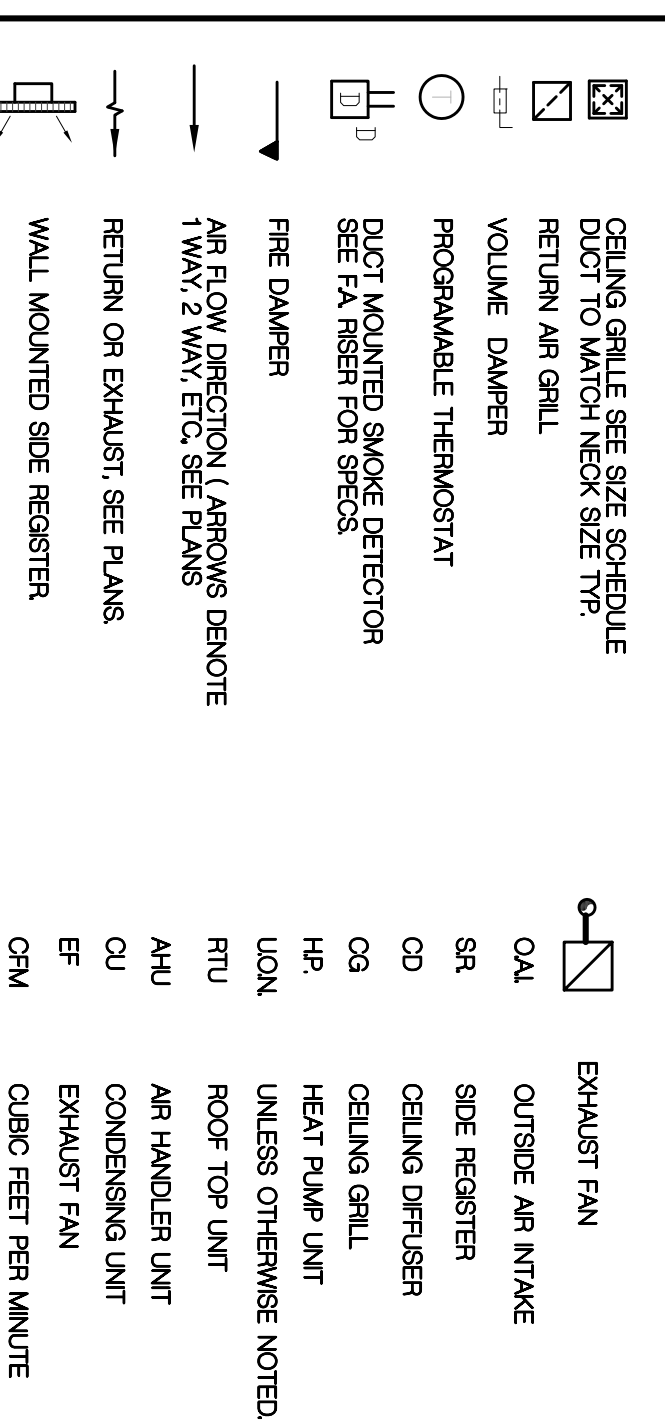 CEILING GRILLE SEE SIZE SCHEDULE
DUCT TO MATCH NECK SIZE TYP.
RETURN AIR GRILL
VOLUME DAMPER
T
PROGRAMABLE THERMOSTAT
D
D
DUCT MOUNTED SMOKE DETECTOR
SEE F.A. RISER FOR SPECS.
FIRE DAMPER
AIR FLOW DIRECTION ( ARROWS DENOTE
1 WAY, 2 WAY, ETC, SEE PLANS
RETURN OR EXHAUST, SEE PLANS.
WALL MOUNTED SIDE REGISTER.
EXHAUST FAN
O.A.I. OUTSIDE AIR INTAKE
S.R. SIDE REGISTER
CD CEILING DIFFUSER
CG CEILING GRILL
H.P. HEAT PUMP UNIT
U.O.N. UNLESS OTHERWISE NOTED.
RTU ROOF TOP UNIT
AHU AIR HANDLER UNIT
CU CONDENSING UNIT
EF EXHAUST FAN
CFM CUBIC FEET PER MINUTE